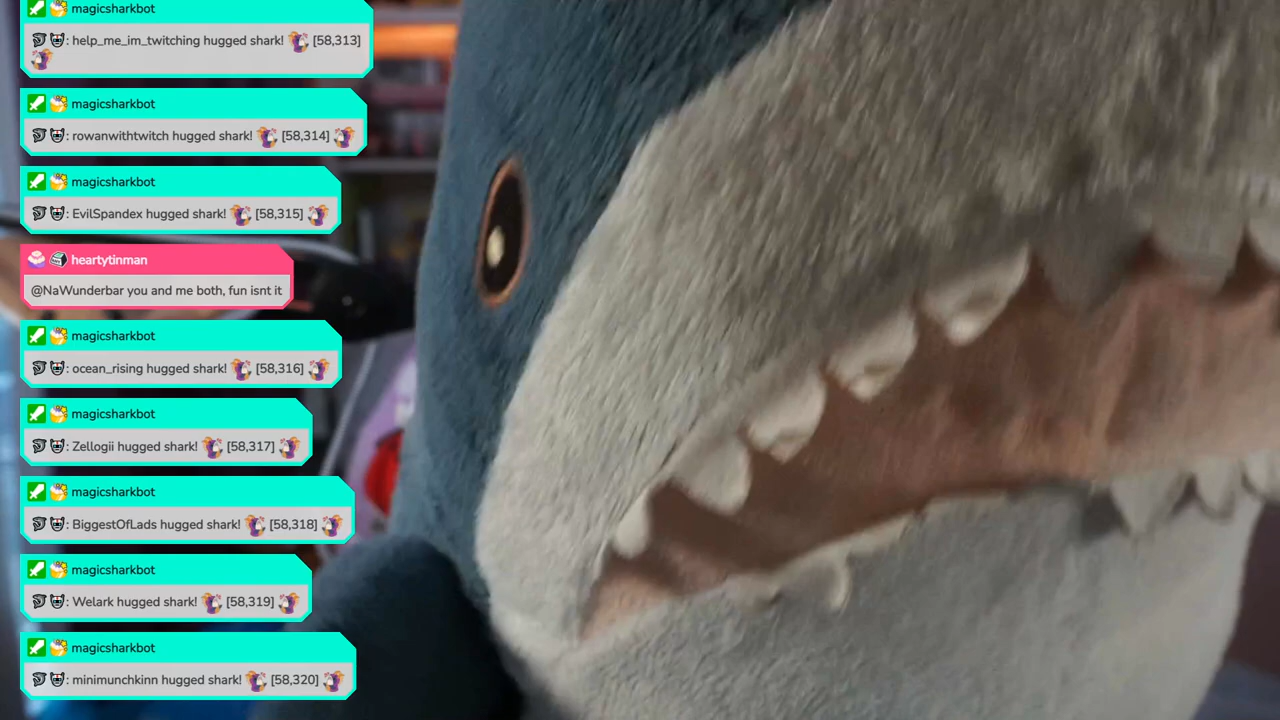 magicsharkbot
: help_me_im_twitching hugged shark! [58,313]
magicsharkbot
: rowanwithtwitch hugged shark! [58,314]
magicsharkbot
: EvilSpandex hugged shark! [58,315]
heartytinman
@NaWunderbar you and me both, fun isnt it
magicsharkbot
: ocean_rising hugged shark! [58,316]
magicsharkbot
: Zellogii hugged shark! [58,317]
magicsharkbot
: BiggestOfLads hugged shark! [58,318]
magicsharkbot
: Welark hugged shark! [58,319]
magicsharkbot
: minimunchkinn hugged shark! [58,320]